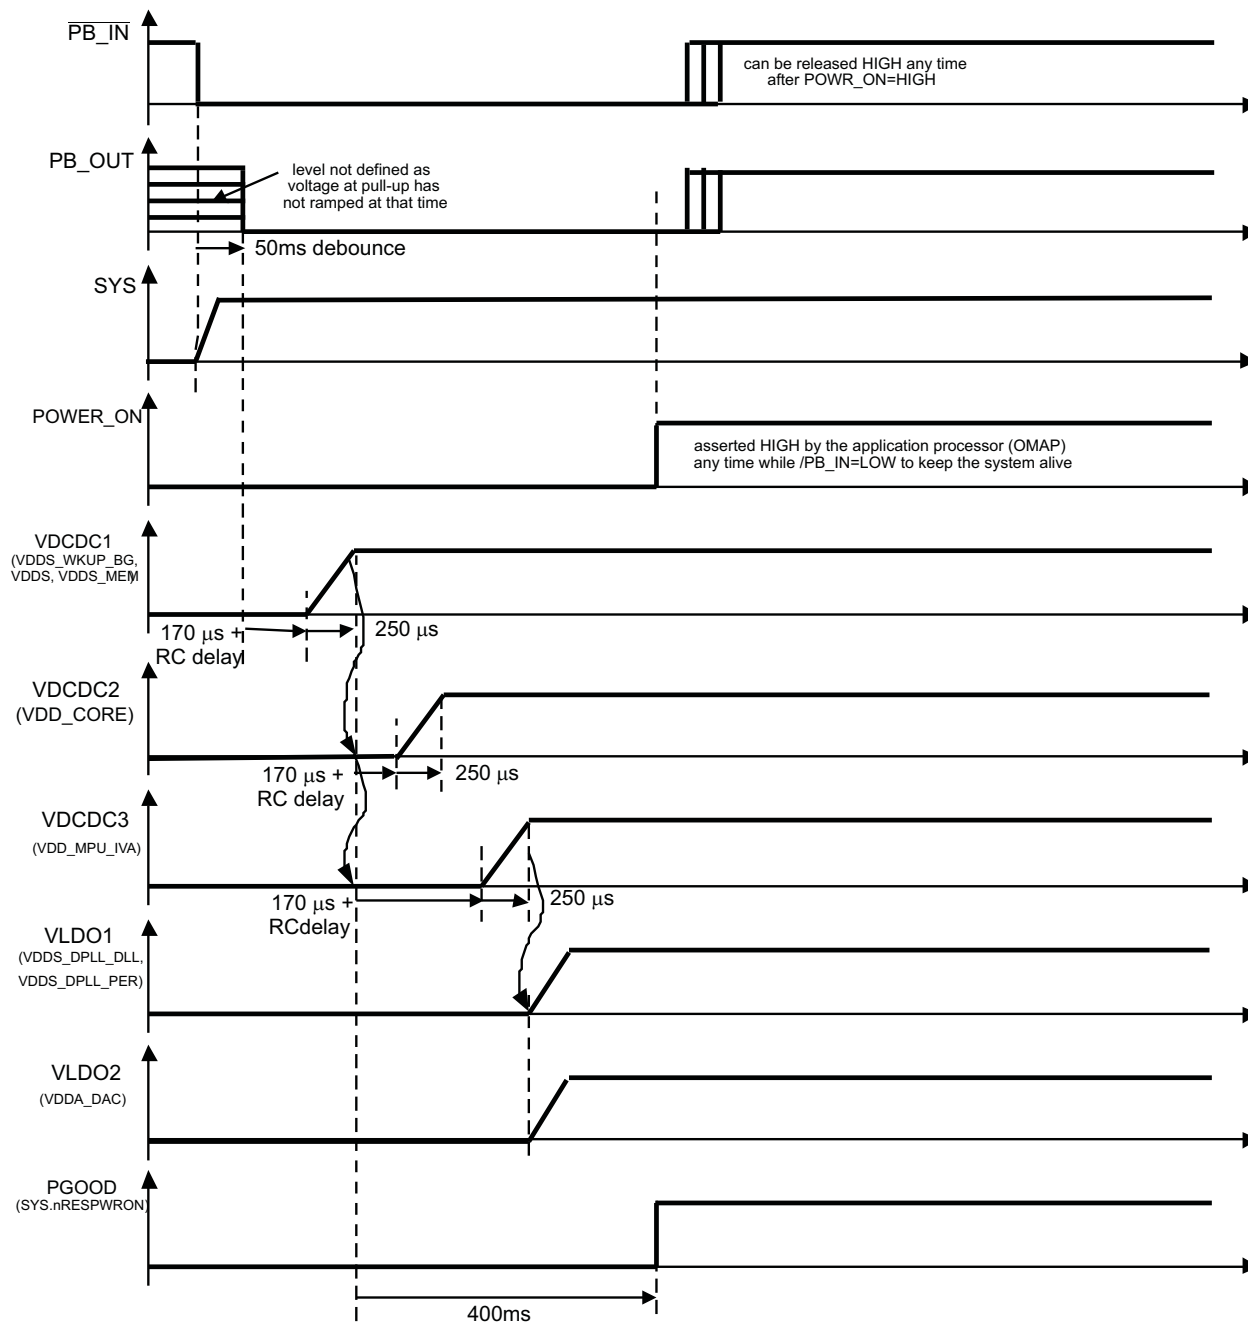 PB_IN
can be released HIGH any time
after POWR_ON=HIGH
PB_OUT
level not defined as
voltage at pull-up has
not ramped at that time
50ms debounce
SYS
POWER_ON
asserted HIGH by the application processor (OMAP)
any time while /PB_IN=LOW to keep the system alive
VDCDC1
(VDDS_WKUP_BG,
VDDS, VDDS_MEM)
170 μs +
RC delay
250 μs
VDCDC2
(VDD_CORE)
170 μs +
RC delay
250 μs
VDCDC3
(VDD_MPU_IVA)
170 μs +
RCdelay
250 μs
VLDO1
(VDDS_DPLL_DLL,
VDDS_DPLL_PER)
VLDO2
(VDDA_DAC)
PGOOD
(SYS.nRESPWRON)
400ms